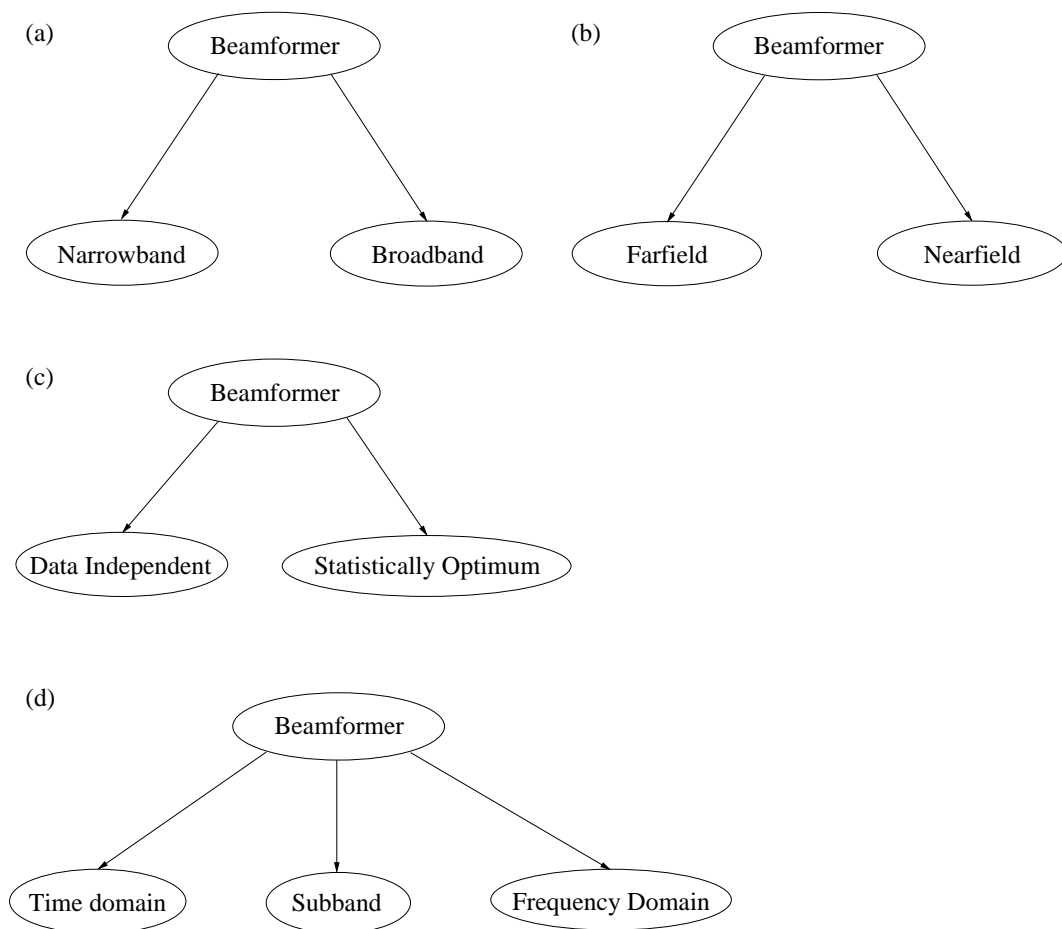 (a)
Beamformer
Narrowband
Broadband
(b)
Beamformer
Farfield
Nearfield
(c)
Beamformer
Data Independent
Statistically Optimum
(d)
Beamformer
Time domain
Subband
Frequency Domain